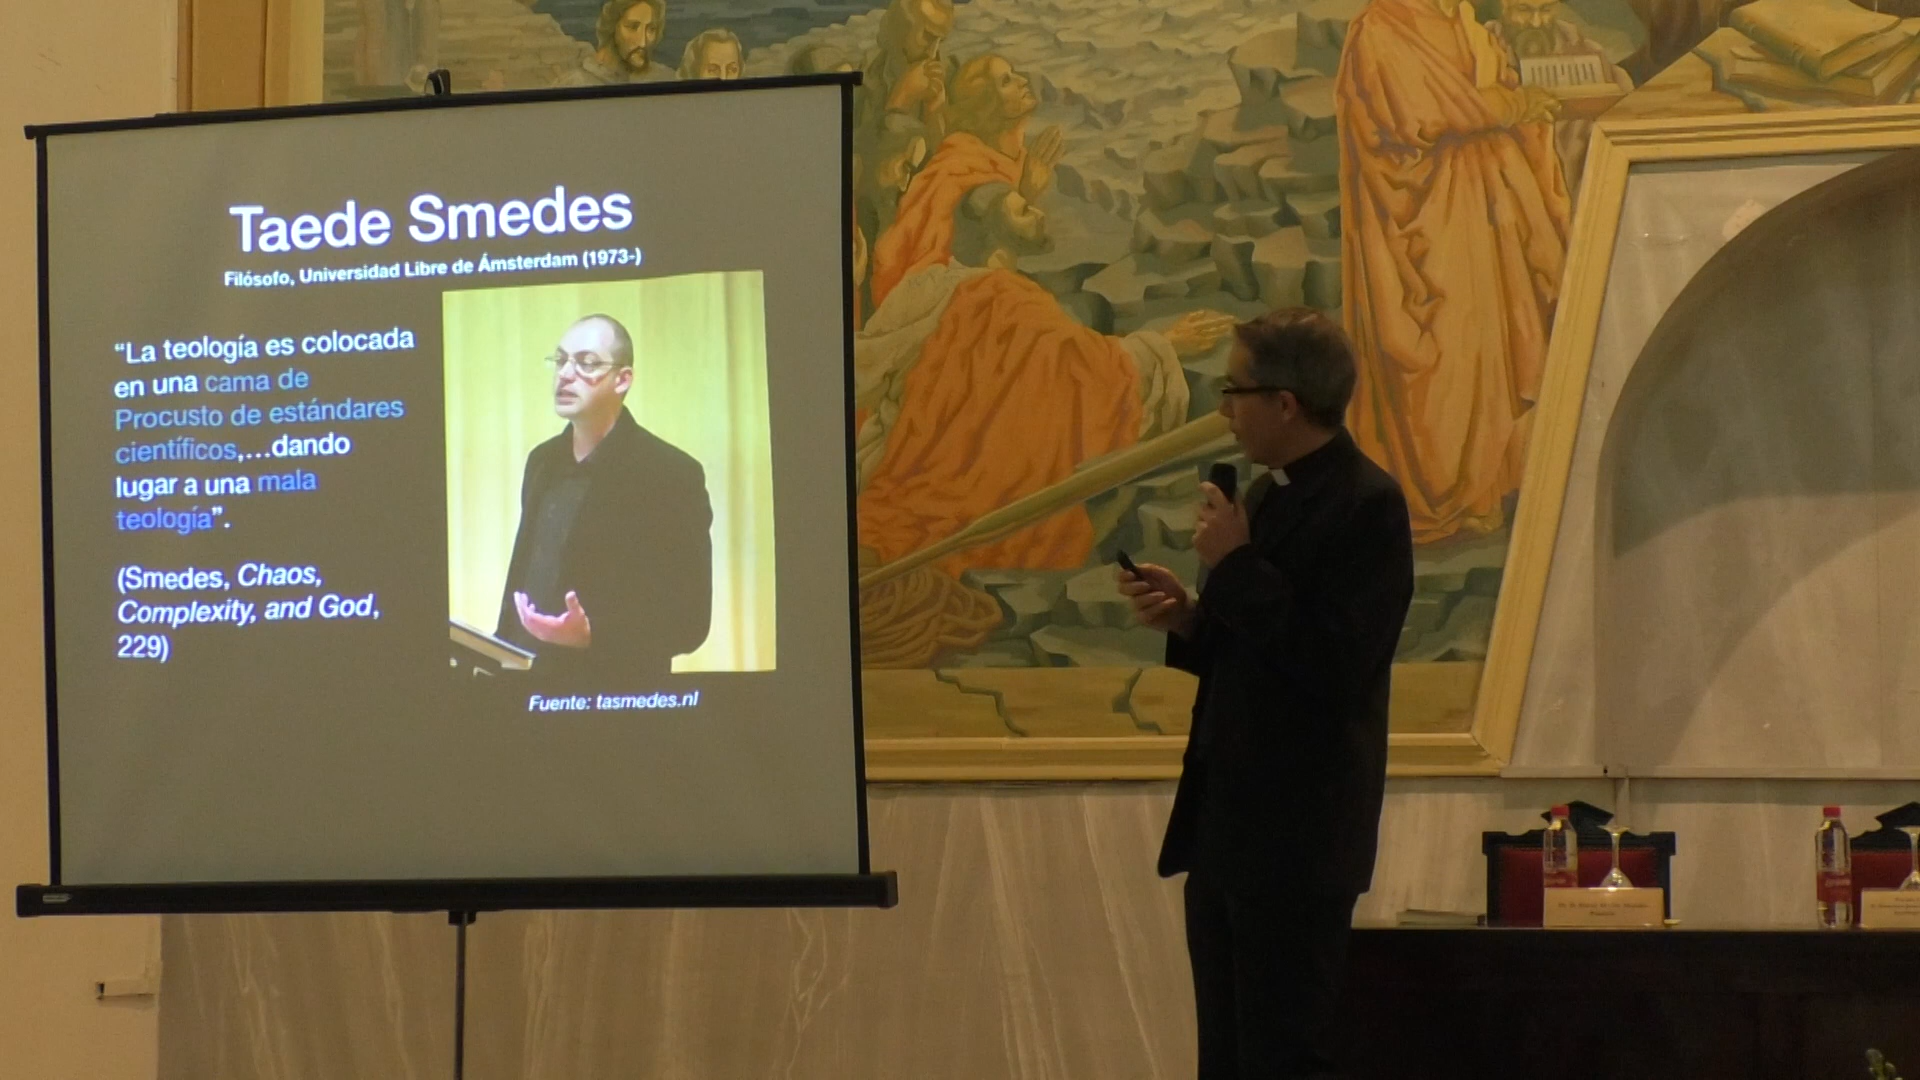 Taede Smedes
Filósofo, Universidad Libre de Ámsterdam (1973-)
“La teología es colocada
en una cama de
Procusto de estándares
científicos,...dando
lugar a una mala
teología”.
(Smedes, Chaos,
Complexity, and God,
229)
Fuente: tasmedes.nl